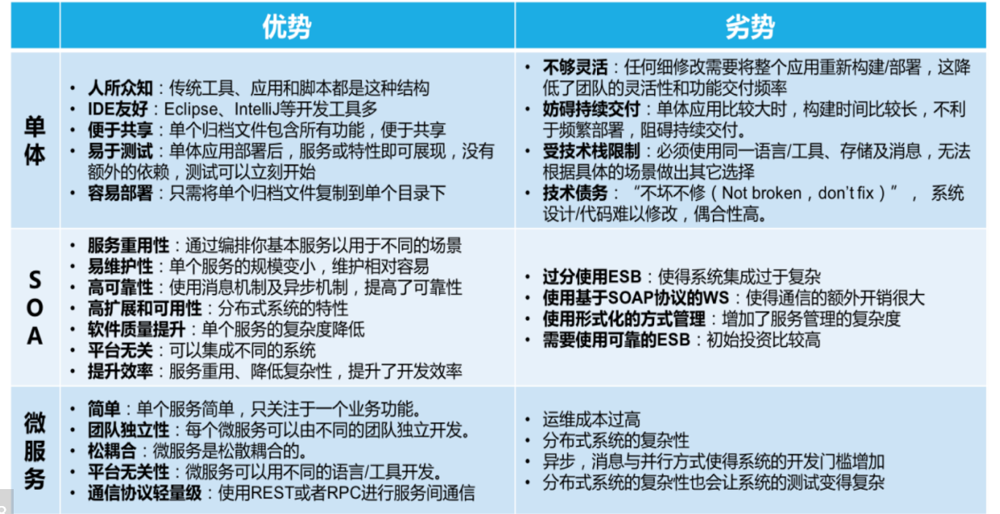 优势
劣势
单体
• 人所众知：传统工具、应用和脚本都是这种结构
• IDE友好：Eclipse、IntelliJ等开发工具多
• 便于共享：单个归档文件包含所有功能，便于共享
• 易于测试：单体应用部署后，服务或特性即可展现，没有
额外的依赖，测试可以立刻开始
• 容易部署：只需将单个归档文件复制到单个目录下
• 不够灵活：任何细修改需要将整个应用重新构建/部署，这降
低了团队的灵活性和功能交付频率
• 妨碍持续交付：单体应用比较大时，构建时间比较长，不利
于频繁部署，阻碍持续交付。
• 受技术栈限制：必须使用同一语言/工具、存储及消息，无法
根据具体的场景做出其它选择
• 技术债务：“不坏不修（Not broken，don't fix）”， 系统
设计/代码难以修改，偶合性高。
SOA
• 服务重用性：通过编排你基本服务以用于不同的场景
• 易维护性：单个服务的规模变小，维护相对容易
• 高可靠性：使用消息机制及异步机制，提高了可靠性
• 高扩展和可用性：分布式系统的特性
• 软件质量提升：单个服务的复杂度降低
• 平台无关：可以集成不同的系统
• 提升效率：服务重用、降低复杂性，提升了开发效率
• 过分使用ESB：使得系统集成过于复杂
• 使用基于SOAP协议的WS：使得通信的额外开销很大
• 使用形式化的方式管理：增加了服务管理的复杂度
• 需要使用可靠的ESB：初始投资比较高
微服务
• 简单：单个服务简单，只关注于一个业务功能。
• 团队独立性：每个微服务可以由不同的团队独立开发。
• 松耦合：微服务是松散耦合的。
• 平台无关性：微服务可以用不同的语言/工具开发。
• 通信协议轻量级：使用REST或者RPC进行服务间通信
• 运维成本过高
• 分布式系统的复杂性
• 异步，消息与并行方式使得系统的开发门槛增加
• 分布式系统的复杂性也会让系统的测试变得复杂